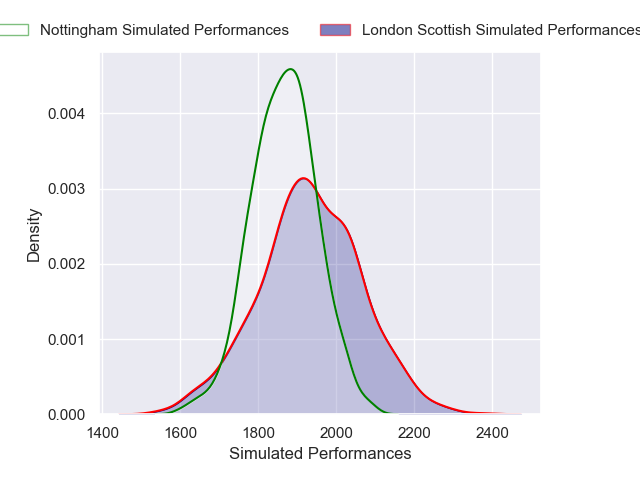 Nottingham Simulated Performances London Scottish Simulated Performances
0.004
0.003
0.002
0.001
0.000
Density
1400 1600 1800 2000 2200 2400
Simulated Performances